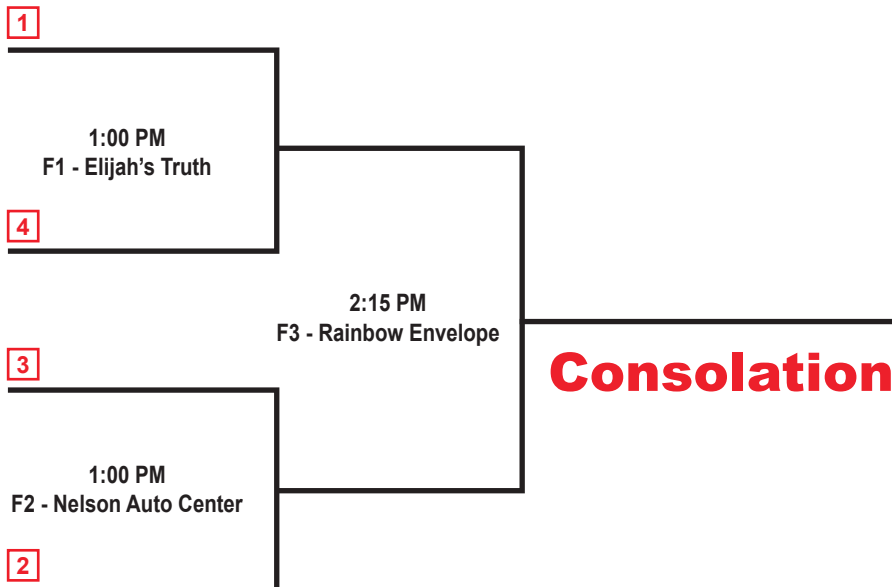 1
1:00 PM
F1 - Elijah’s Truth
4
2:15 PM
F3 - Rainbow Envelope
Consolation
3
1:00 PM
F2 - Nelson Auto Center
2